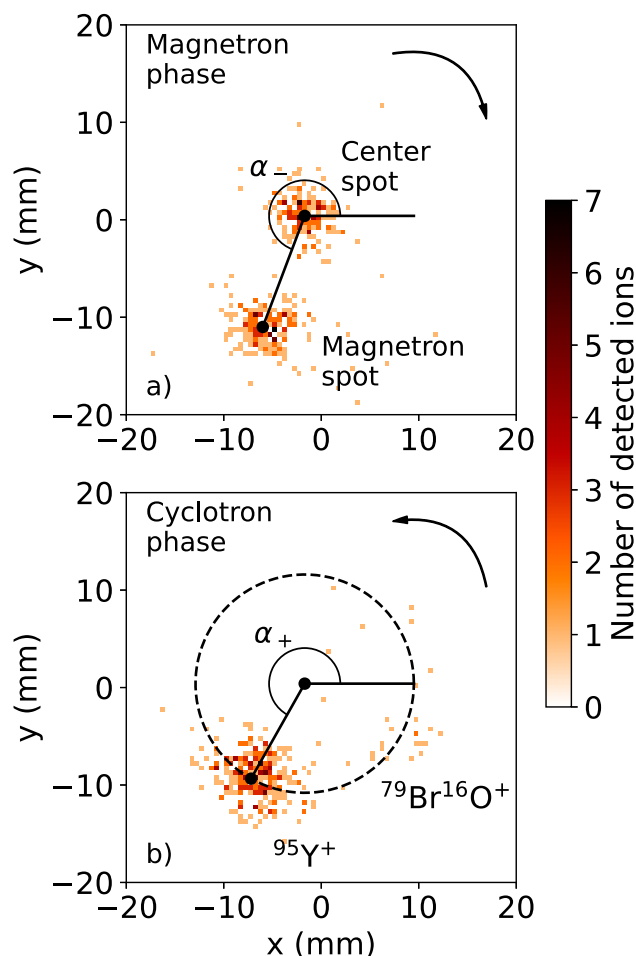 20
Magnetron
phase
10
α−
Center
spot
y (mm)
0
−10
Magnetron
spot
a)
−20
−20
−10
0
10
20
20
Cyclotron
phase
10
α+
y (mm)
0
−10
⁷⁹Br¹⁶O⁺
⁹⁵Y⁺
b)
−20
−20
−10
0
10
20
x (mm)
7
6
5
4
3
2
1
0
Number of detected ions